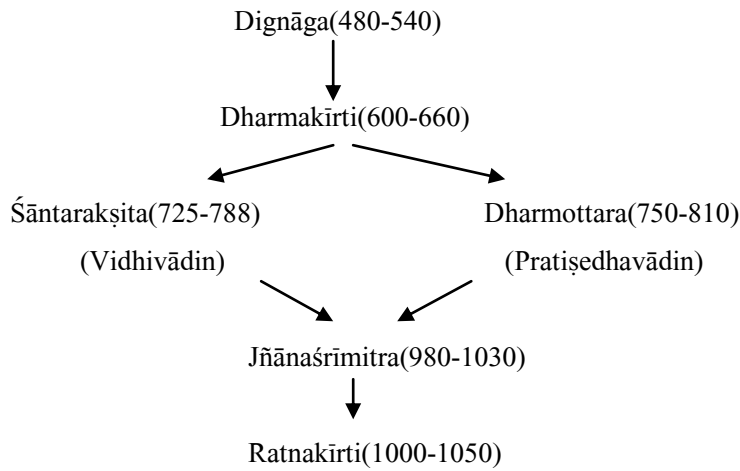 Dignāga(480-540)
Dharmakīrti(600-660)
Śāntarakṣita(725-788) Dharmottara(750-810)
(Vidhivādin) (Pratiṣedhavādin)
Jñānaśrīmitra(980-1030)
Ratnakīrti(1000-1050)